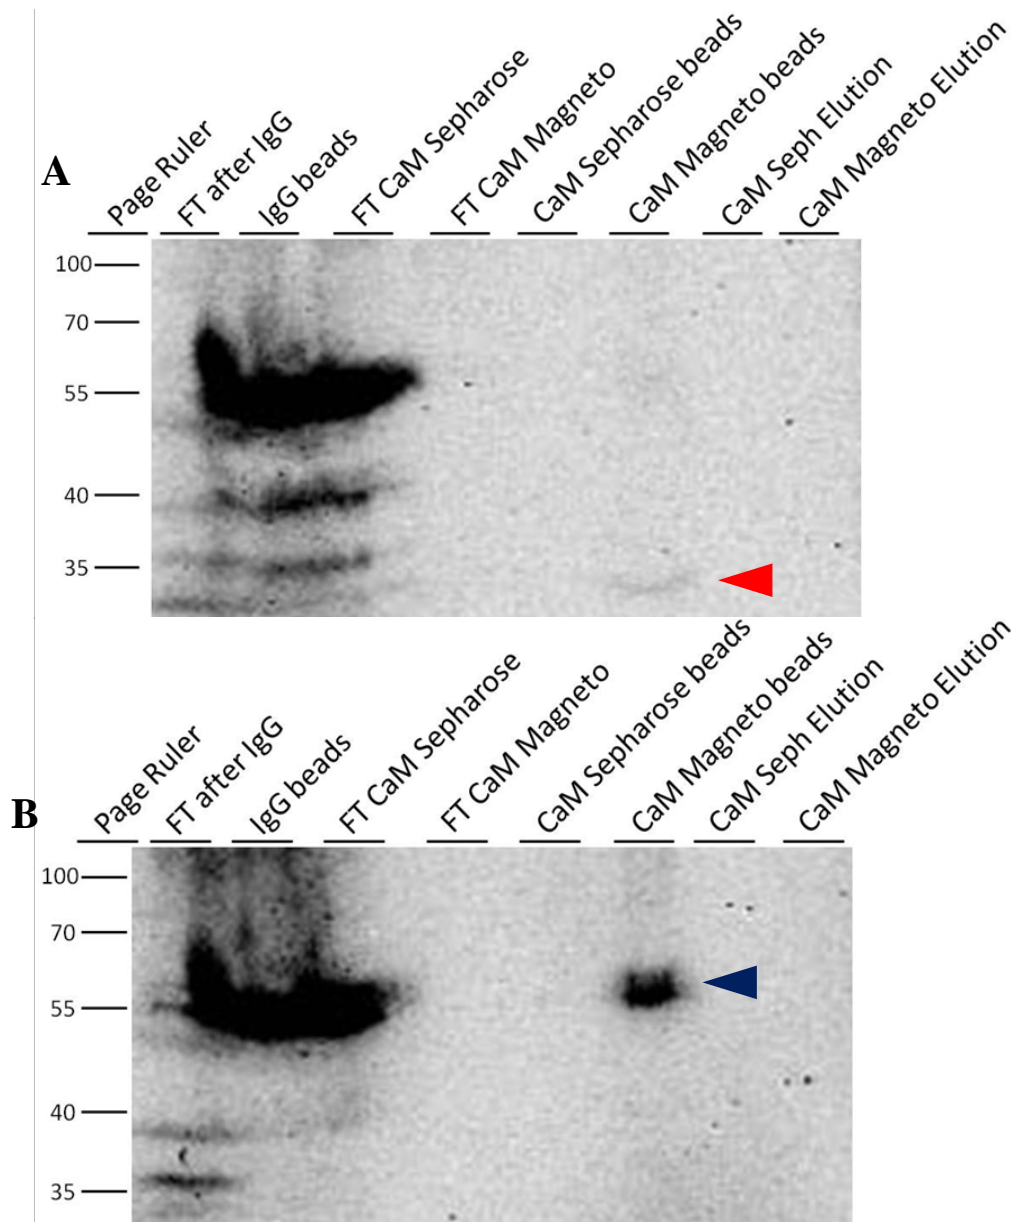 A
Page Ruler
FT after IgG
IgG beads
FT CaM Sepharose
FT CaM Magneto
CaM Sepharose beads
CaM Magneto beads
CaM Seph Elution
CaM Magneto Elution
100
70
55
40
35
B
Page Ruler
FT after IgG
IgG beads
FT CaM Sepharose
FT CaM Magneto
CaM Sepharose beads
CaM Magneto beads
CaM Seph Elution
CaM Magneto Elution
100
70
55
40
35